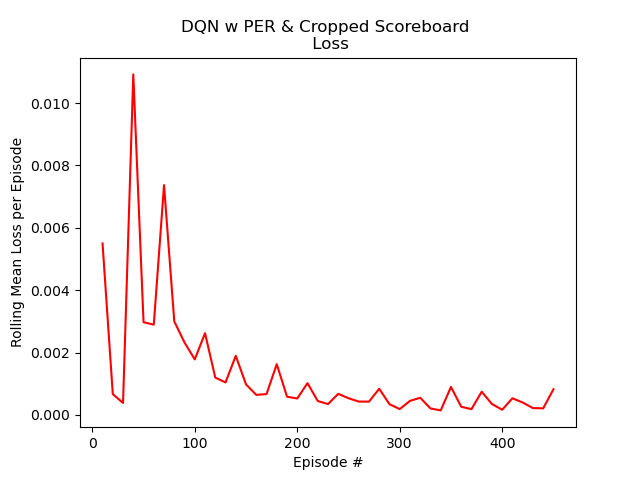 DQN w PER & Cropped Scoreboard
Loss
Rolling Mean Loss per Episode
0.010
0.008
0.006
0.004
0.002
0.000
0 100 200 300 400
Episode #